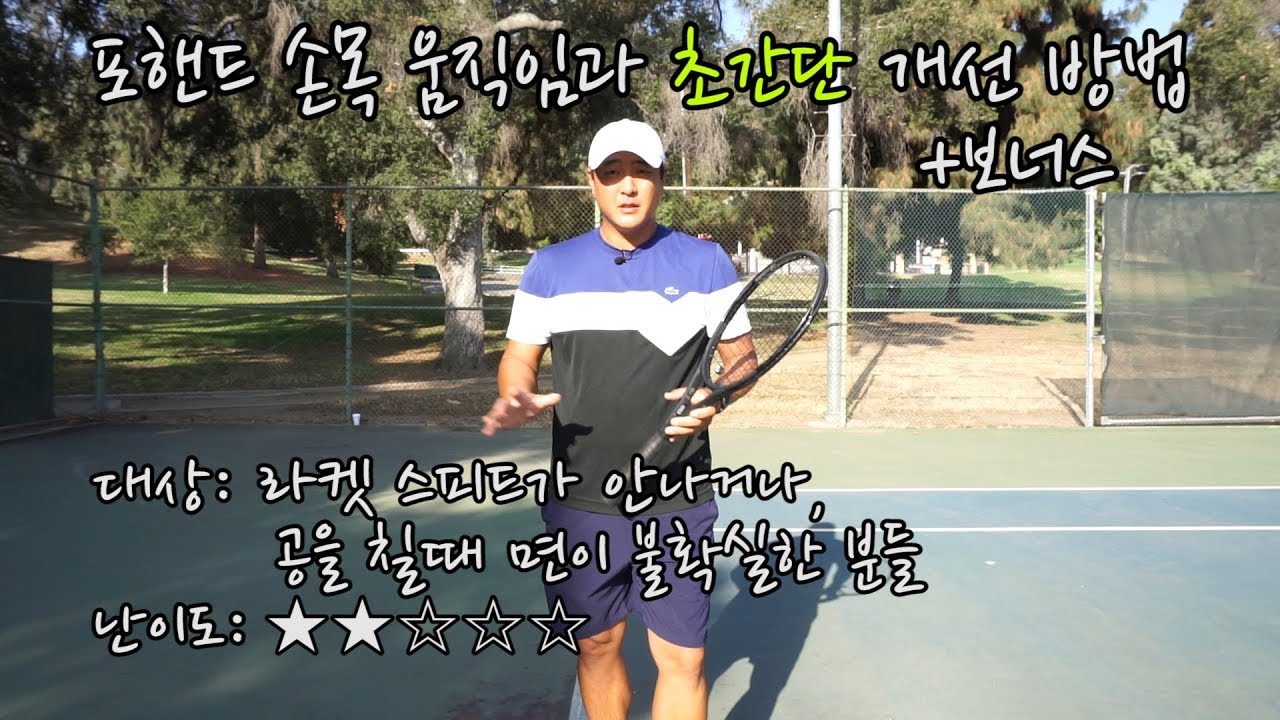 포핸드 손목 움직임과 초간단 개선 방법
+보너스
대상: 라켓 스피드가 안나거나,
공을 칠때 면이 불확실한 분들
난이도: ★★☆☆☆